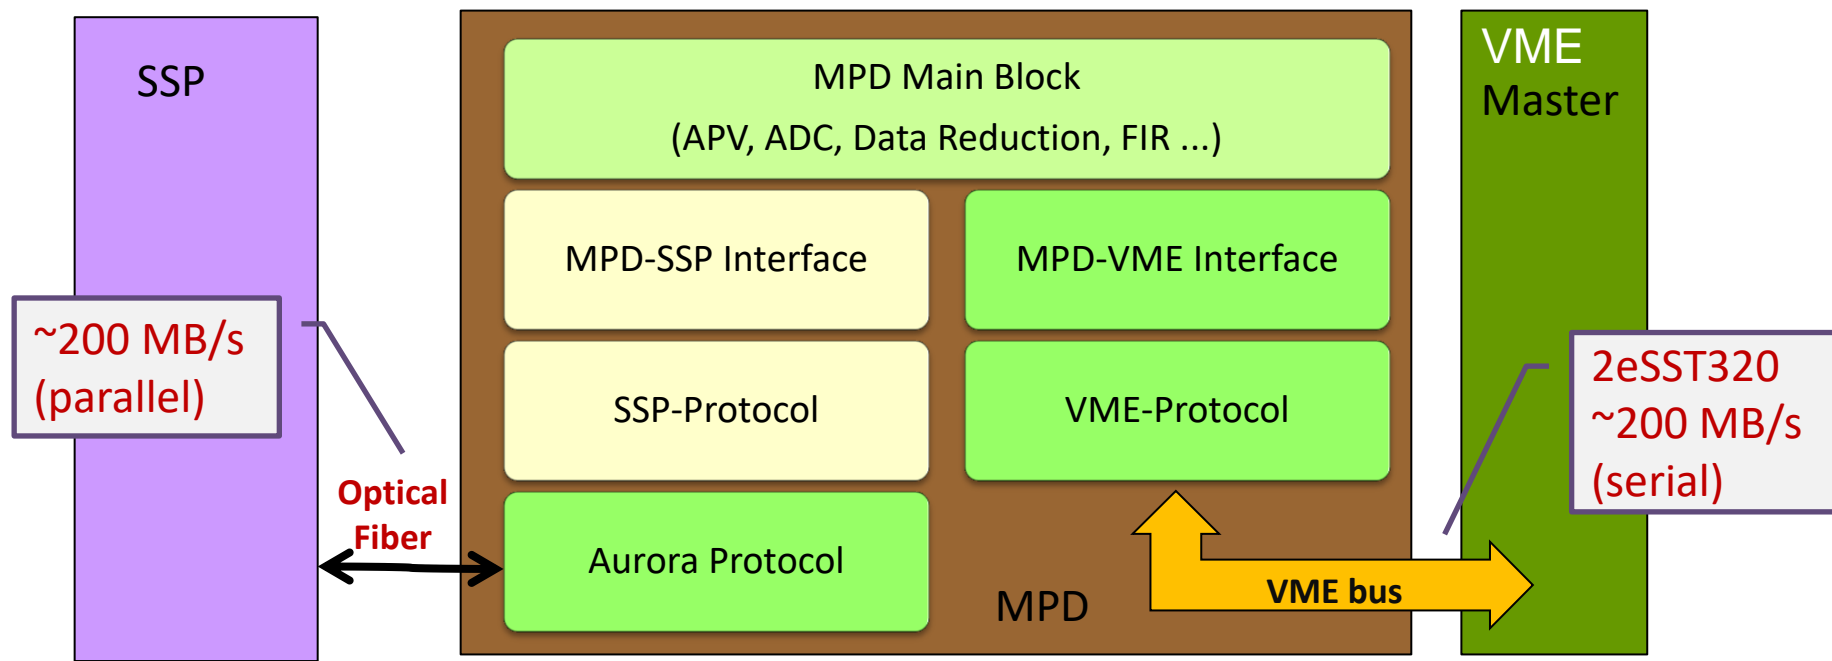 SSP
~200 MB/s
(parallel)
Optical
Fiber
MPD Main Block
(APV, ADC, Data Reduction, FIR ...)
MPD-SSP Interface
MPD-VME Interface
SSP-Protocol
VME-Protocol
Aurora Protocol
MPD
VME bus
VME
Master
2eSST320
~200 MB/s
(serial)